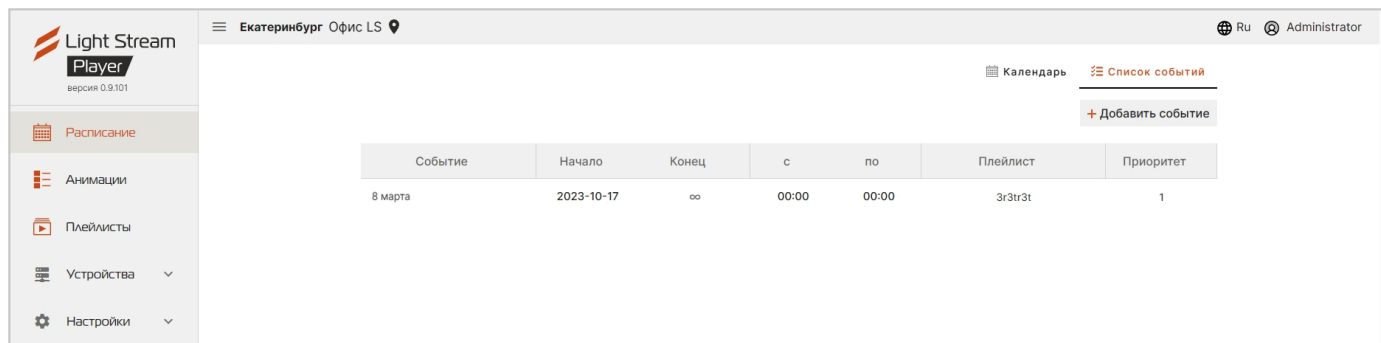 Light Stream
Player
версия 0.9.101
Екатеринбург Офис LS
Ru Administrator
Календарь Список событий
+ Добавить событие
Расписание
Анимации
Плейлисты
Устройства
Настройки
Событие Начало Конец с по Плейлист Приоритет
8 марта 2023-10-17 ∞ 00:00 00:00 3r3tr3t 1